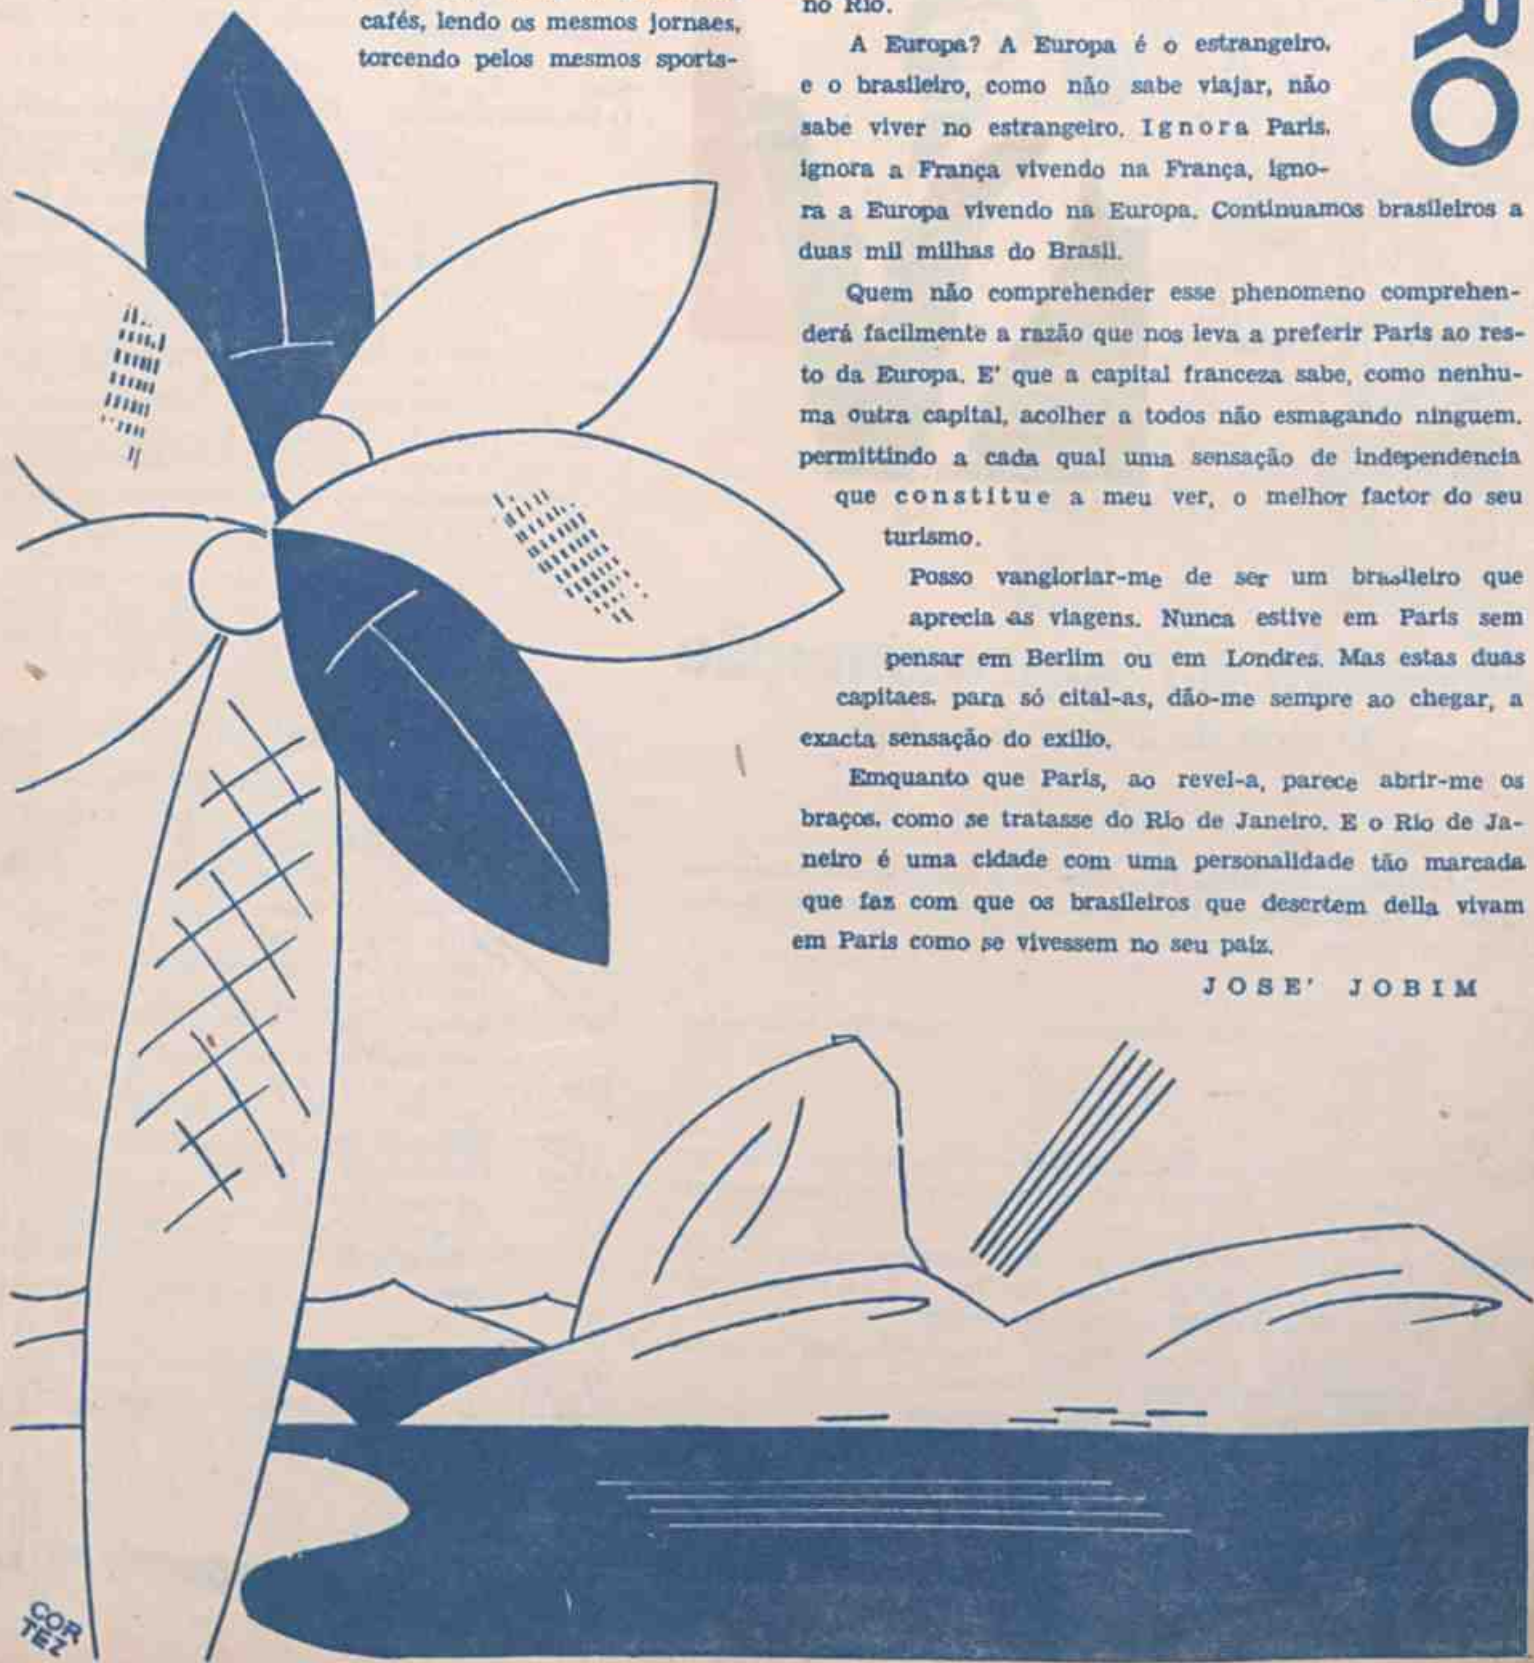 cafés, lendo os mesmos jornaes,
torcendo pelos mesmos sports-
no Rio.
A Europa? A Europa é o estrangeiro,
e o brasileiro, como não sabe viajar, não
sabe viver no estrangeiro. Ignora Paris,
ignora a França vivendo na França, igno-
ra a Europa vivendo na Europa. Continuamos brasileiros a
duas mil milhas do Brasil.
Quem não comprehender esse phenomeno comprehen-
derá facilmente a razão que nos leva a preferir Paris ao res-
to da Europa. E' que a capital franceza sabe, como nenhu-
ma outra capital, acolher a todos não esmagando ninguem,
permittindo a cada qual uma sensação de independencia
que constitue a meu ver, o melhor factor do seu
turismo.
Posso vangloriar-me de ser um brasileiro que
aprecia as viagens. Nunca estive em Paris sem
pensar em Berlim ou em Londres. Mas estas duas
capitaes, para só cital-as, dão-me sempre ao chegar, a
exacta sensação do exilio.
Emquanto que Paris, ao revel-a, parece abrir-me os
braços, como se tratasse do Rio de Janeiro. E o Rio de Ja-
neiro é uma cidade com uma personalidade tão marcada
que faz com que os brasileiros que desertem della vivam
em Paris como se vivessem no seu paiz.
JOSE' JOBIM
RO
COR
TEZ